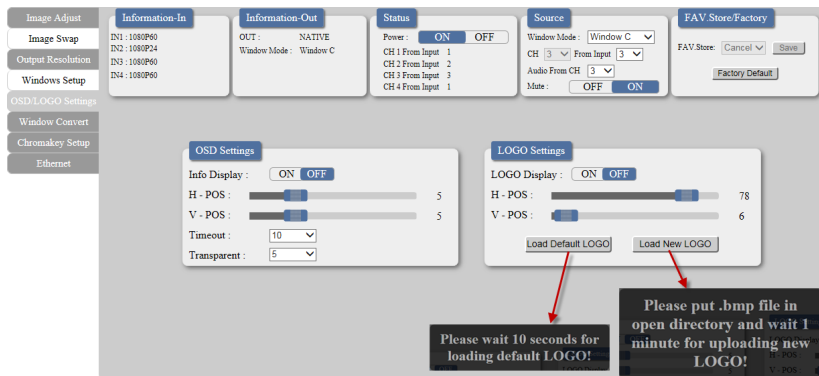 Image Adjust
Image Swap
Output Resolution
Windows Setup
OSD/LOGO Settings
Window Convert
Chromakey Setup
Ethernet
Information-In
IN1 : 1080P60
IN2 : 1080P24
IN3 : 1080P60
IN4 : 1080P60
Information-Out
OUT : NATIVE
Window Mode : Window C
Status
Power : ON OFF
CH 1 From Input 1
CH 2 From Input 2
CH 3 From Input 3
CH 4 From Input 1
Source
Window Mode : Window C
CH 3 From Input 3
Audio From CH 3
Mute : OFF ON
FAV.Store/Factory
FAV.Store: Cancel Save
Factory Default
OSD Settings
Info Display : ON OFF
H - POS : 5
V - POS : 5
Timeout : 10
Transparent : 5
LOGO Settings
LOGO Display : ON OFF
H - POS : 78
V - POS : 6
Load Default LOGO Load New LOGO
Please wait 10 seconds for
loading default LOGO!
Please put .bmp file in
open directory and wait 1
minute for uploading new
LOGO!